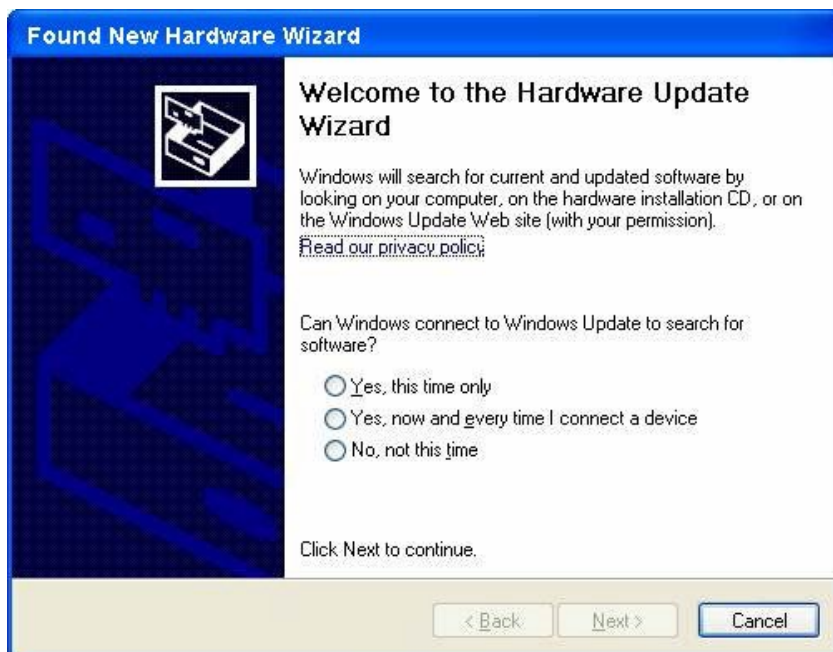 Found New Hardware Wizard
Welcome to the Hardware Update
Wizard
Windows will search for current and updated software by
looking on your computer, on the hardware installation CD, or on
the Windows Update Web site (with your permission).
Read our privacy policy
Can Windows connect to Windows Update to search for
software?
Yes, this time only
Yes, now and every time I connect a device
No, not this time
Click Next to continue.
< Back Next > Cancel